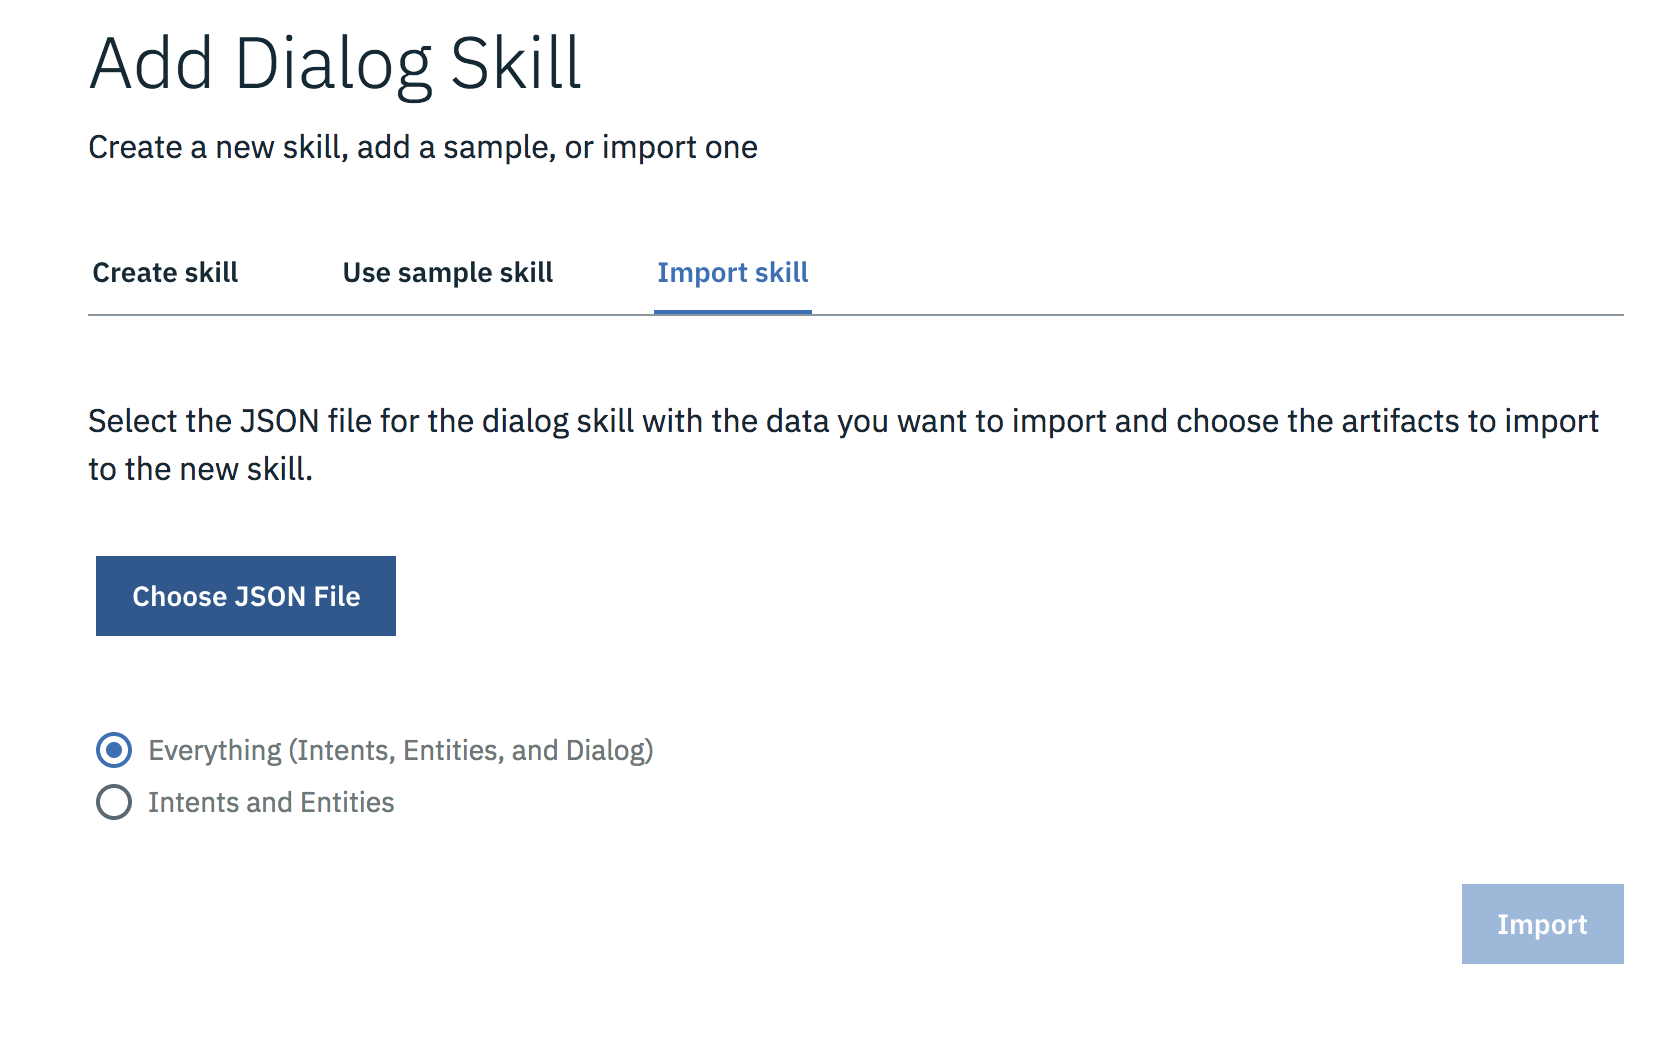 Add Dialog Skill
Create a new skill, add a sample, or import one
Create skill Use sample skill Import skill
Select the JSON file for the dialog skill with the data you want to import and choose the artifacts to import
to the new skill.
Choose JSON File
Everything (Intents, Entities, and Dialog)
Intents and Entities
Import